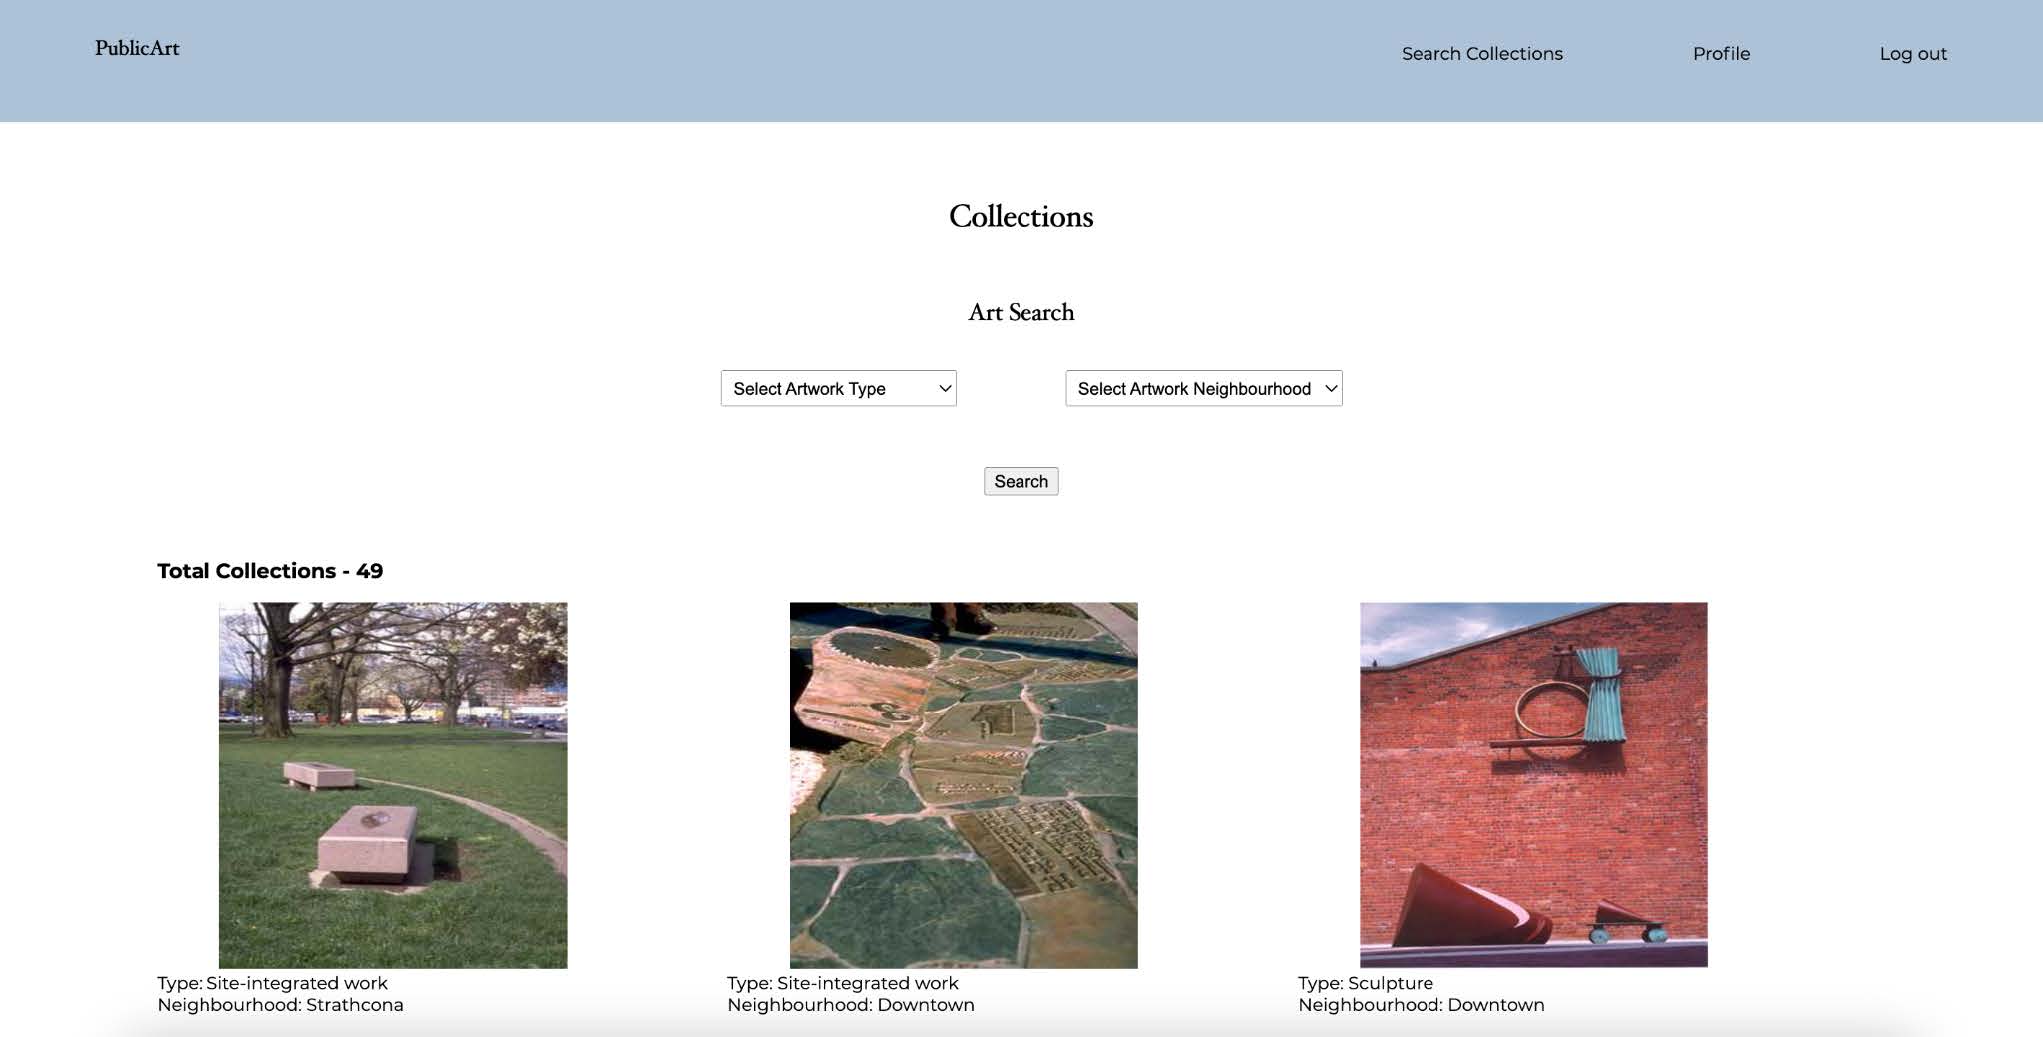 PublicArt
Search Collections
Profile
Log out
Collections
Art Search
Select Artwork Type
Select Artwork Neighbourhood
Search
Total Collections - 49
Type: Site-integrated work
Neighbourhood: Strathcona
Type: Site-integrated work
Neighbourhood: Downtown
Type: Sculpture
Neighbourhood: Downtown